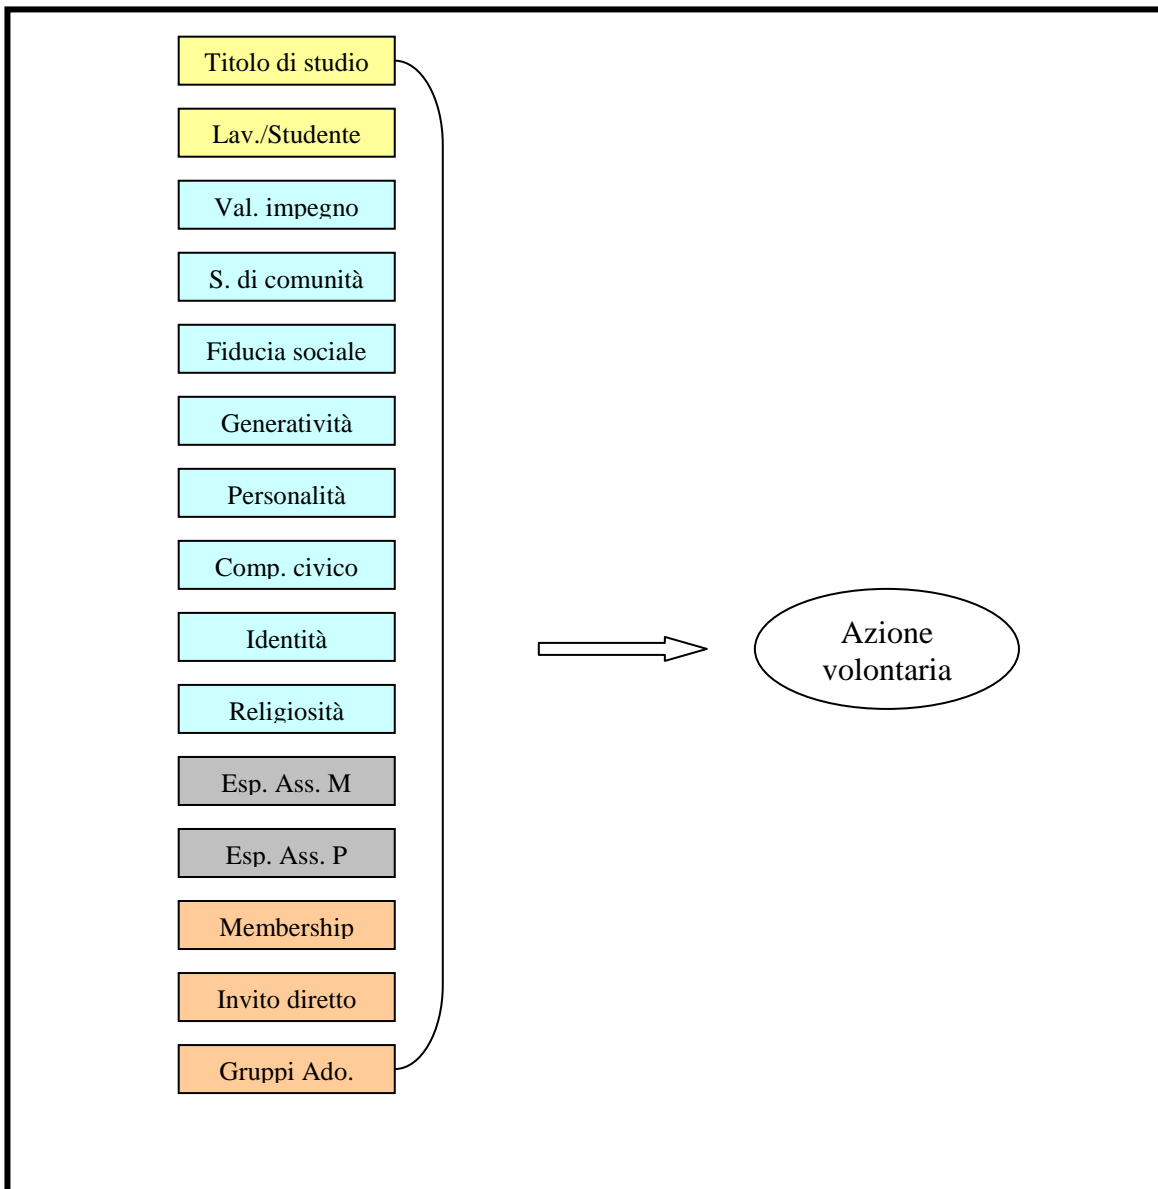 Titolo di studio
Lav./Studente
Val. impegno
S. di comunità
Fiducia sociale
Generatività
Personalità
Comp. civico
Identità
Religiosità
Esp. Ass. M
Esp. Ass. P
Membership
Invito diretto
Gruppi Ado.
Azione
volontaria